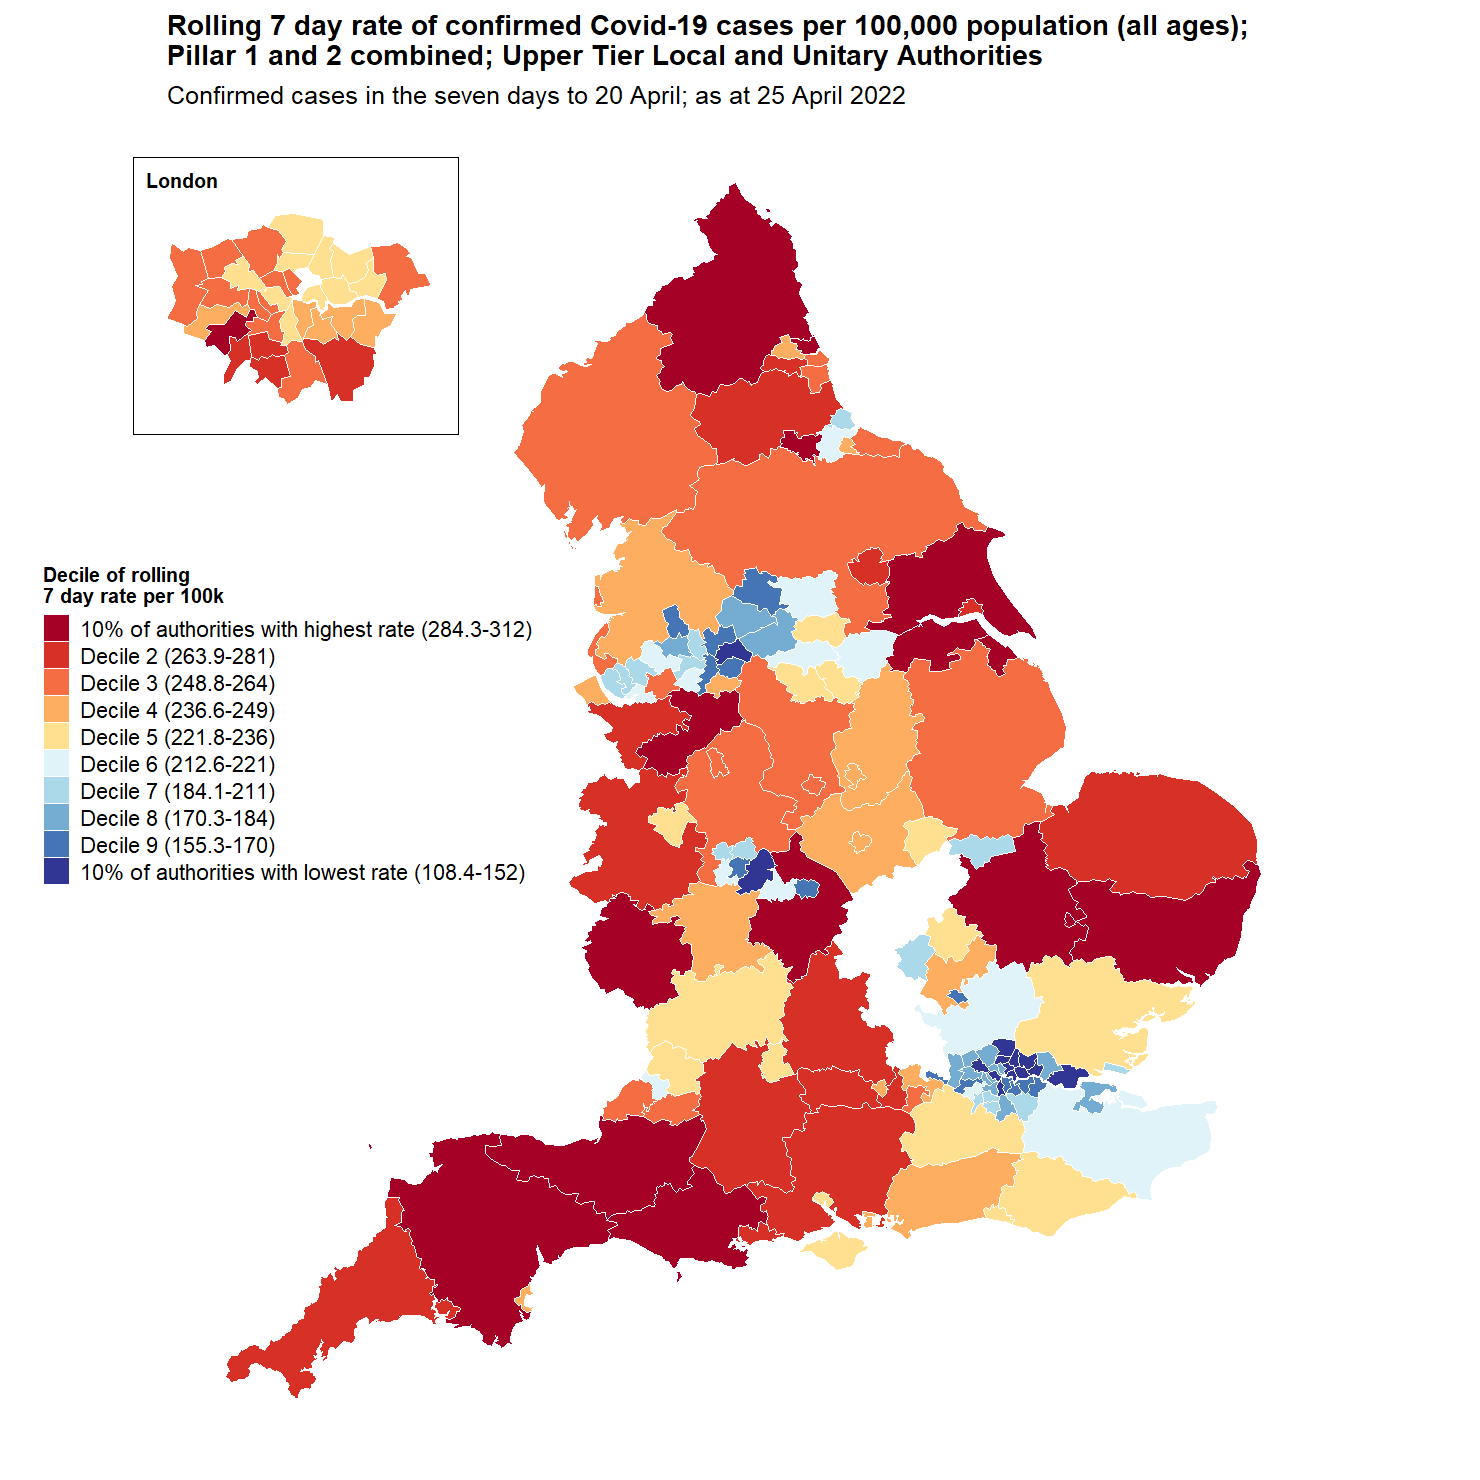 Rolling 7 day rate of confirmed Covid-19 cases per 100,000 population (all ages);
Pillar 1 and 2 combined; Upper Tier Local and Unitary Authorities
Confirmed cases in the seven days to 20 April; as at 25 April 2022
London
Decile of rolling
7 day rate per 100k
10% of authorities with highest rate (284.3-312)
Decile 2 (263.9-281)
Decile 3 (248.8-264)
Decile 4 (236.6-249)
Decile 5 (221.8-236)
Decile 6 (212.6-221)
Decile 7 (184.1-211)
Decile 8 (170.3-184)
Decile 9 (155.3-170)
10% of authorities with lowest rate (108.4-152)